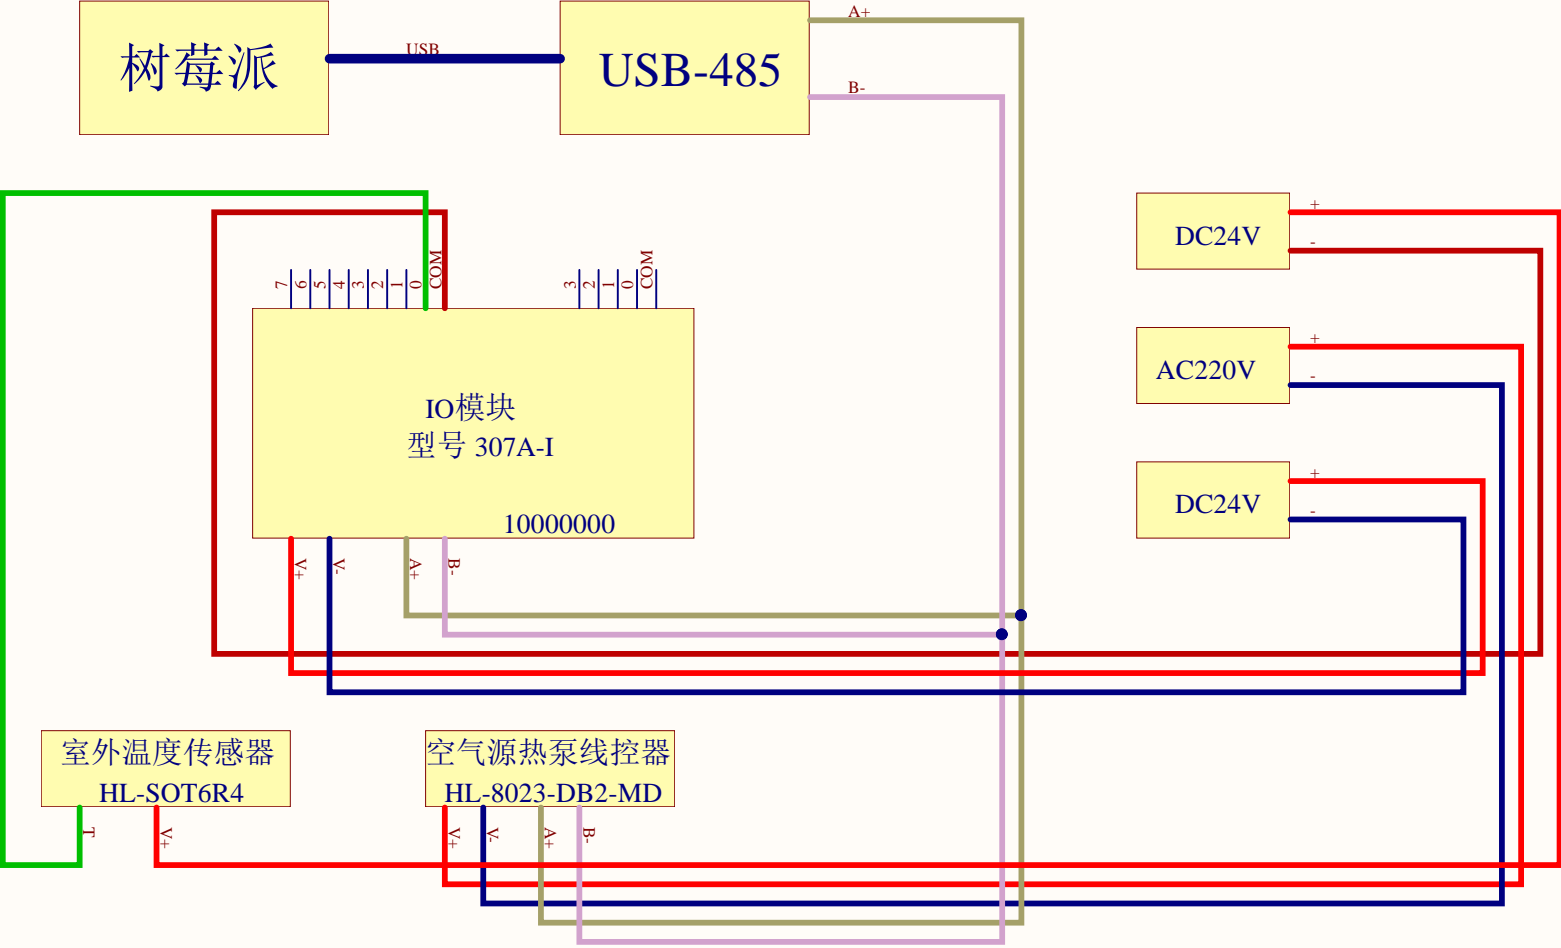 树莓派
USB
USB-485
A+
B-
DC24V
+
-
AC220V
+
-
DC24V
+
-
7
6
5
4
3
2
1
0
COM
3
2
1
0
COM
IO模块
型号 307A-I
10000000
V+
V-
A+
B-
室外温度传感器
HL-SOT6R4
T
V+
空气源热泵线控器
HL-8023-DB2-MD
V+
V-
A+
B-